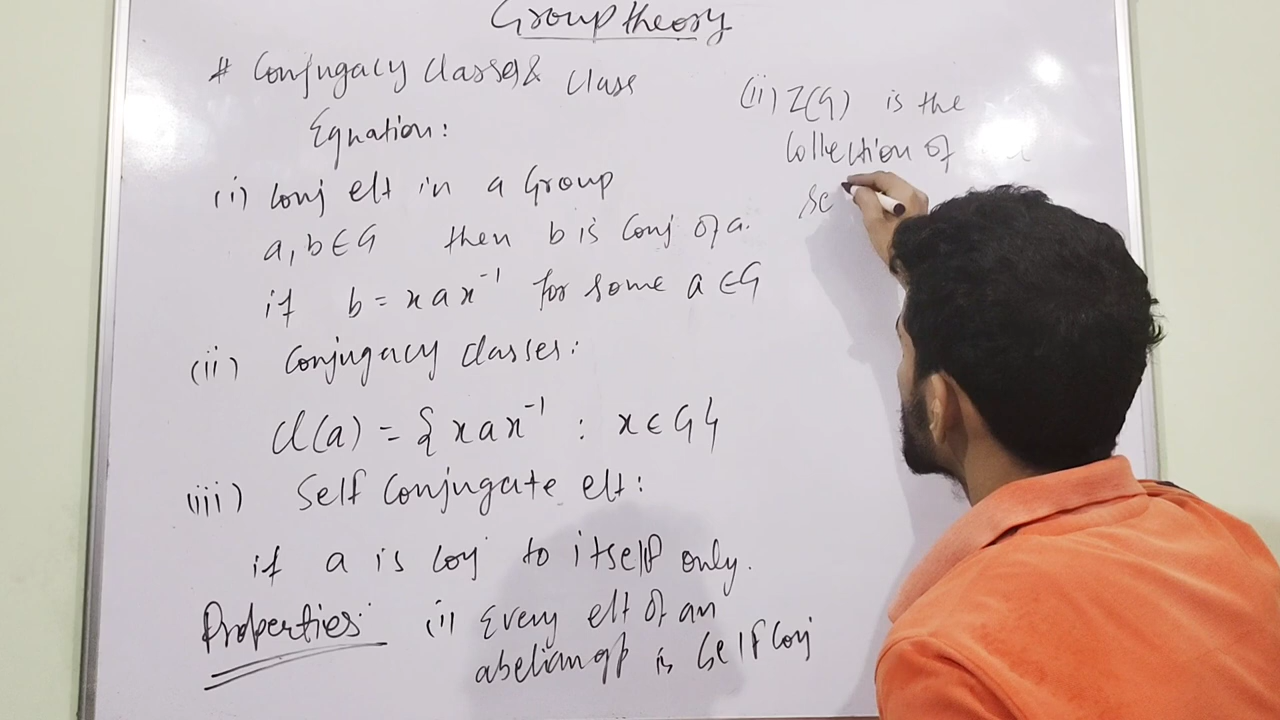 Group theory
# Conjugacy classes & class
Equation:
(i) Conj elt in a Group
a, b ∈ G then b is Conj of a.
if b = x a x⁻¹ for some a ∈ G
(ii) Conjugacy classes:
cl(a) = { x a x⁻¹ : x ∈ G }
(iii) Self Conjugate elt:
if a is conj to itself only.
Properties: (i) Every elt of an
abelian gp is Self Conj
(ii) Z(G) is the
Collection of
se